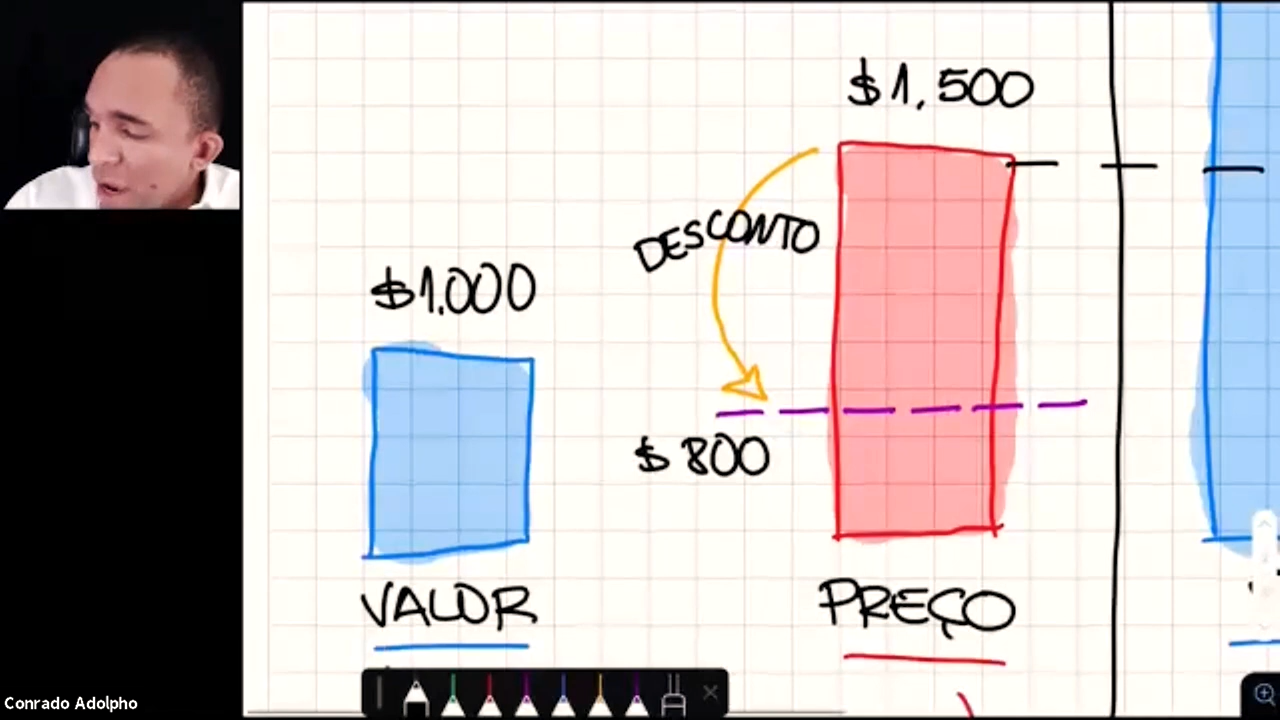 $1,500
DESCONTO
$1.000
$800
VALOR
PREÇO
Conrado Adolpho